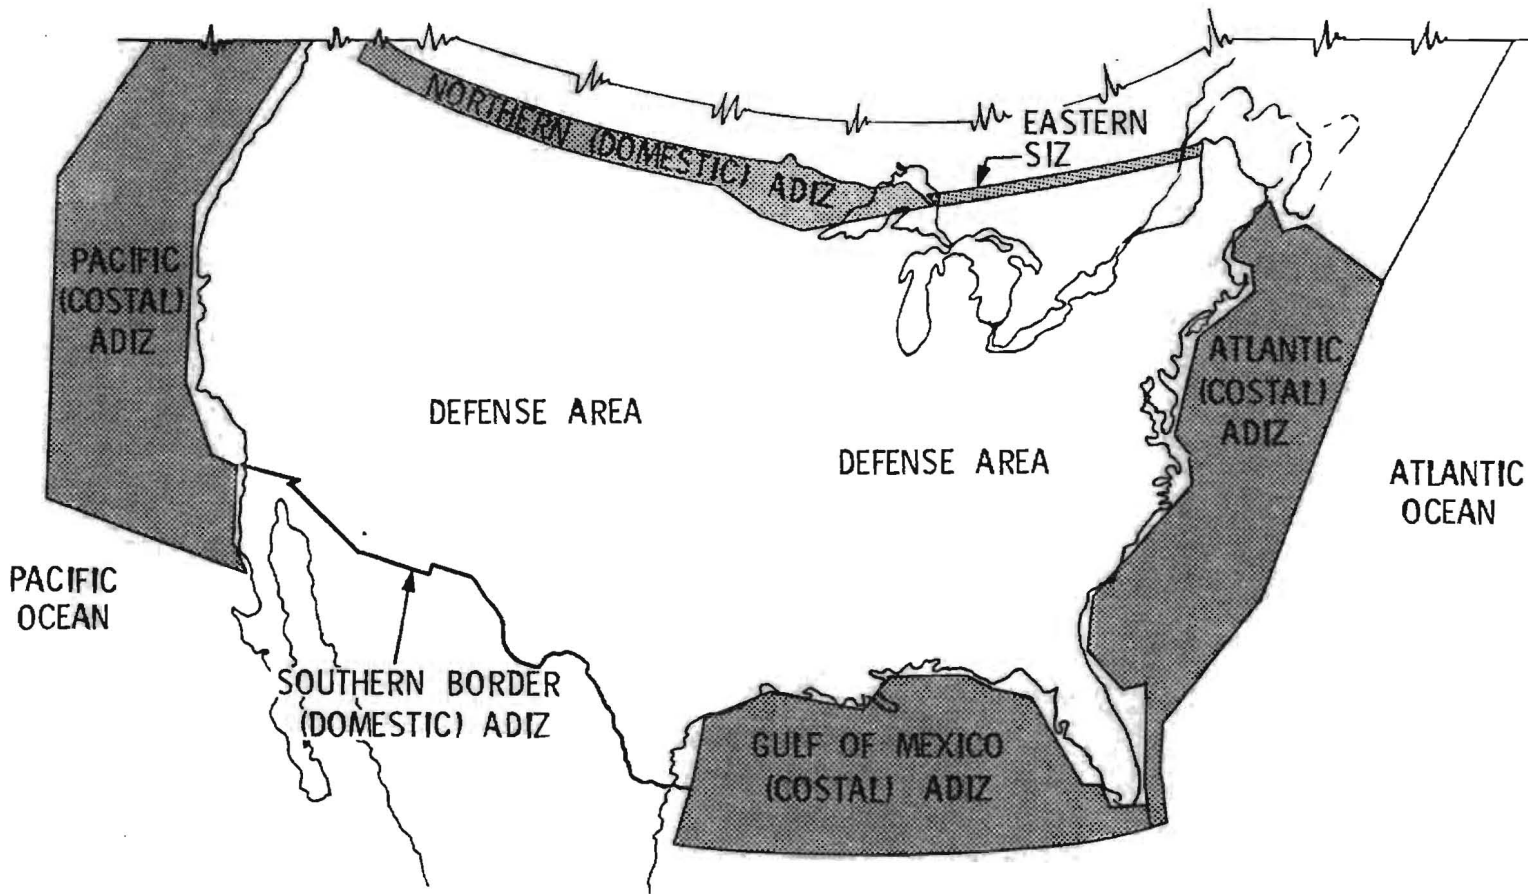 NORTHERN (DOMESTIC) ADIZ
EASTERN
SIZ
PACIFIC
(COSTAL)
ADIZ
ATLANTIC
(COSTAL)
ADIZ
DEFENSE AREA
DEFENSE AREA
ATLANTIC
OCEAN
PACIFIC
OCEAN
SOUTHERN BORDER
(DOMESTIC) ADIZ
GULF OF MEXICO
(COSTAL) ADIZ